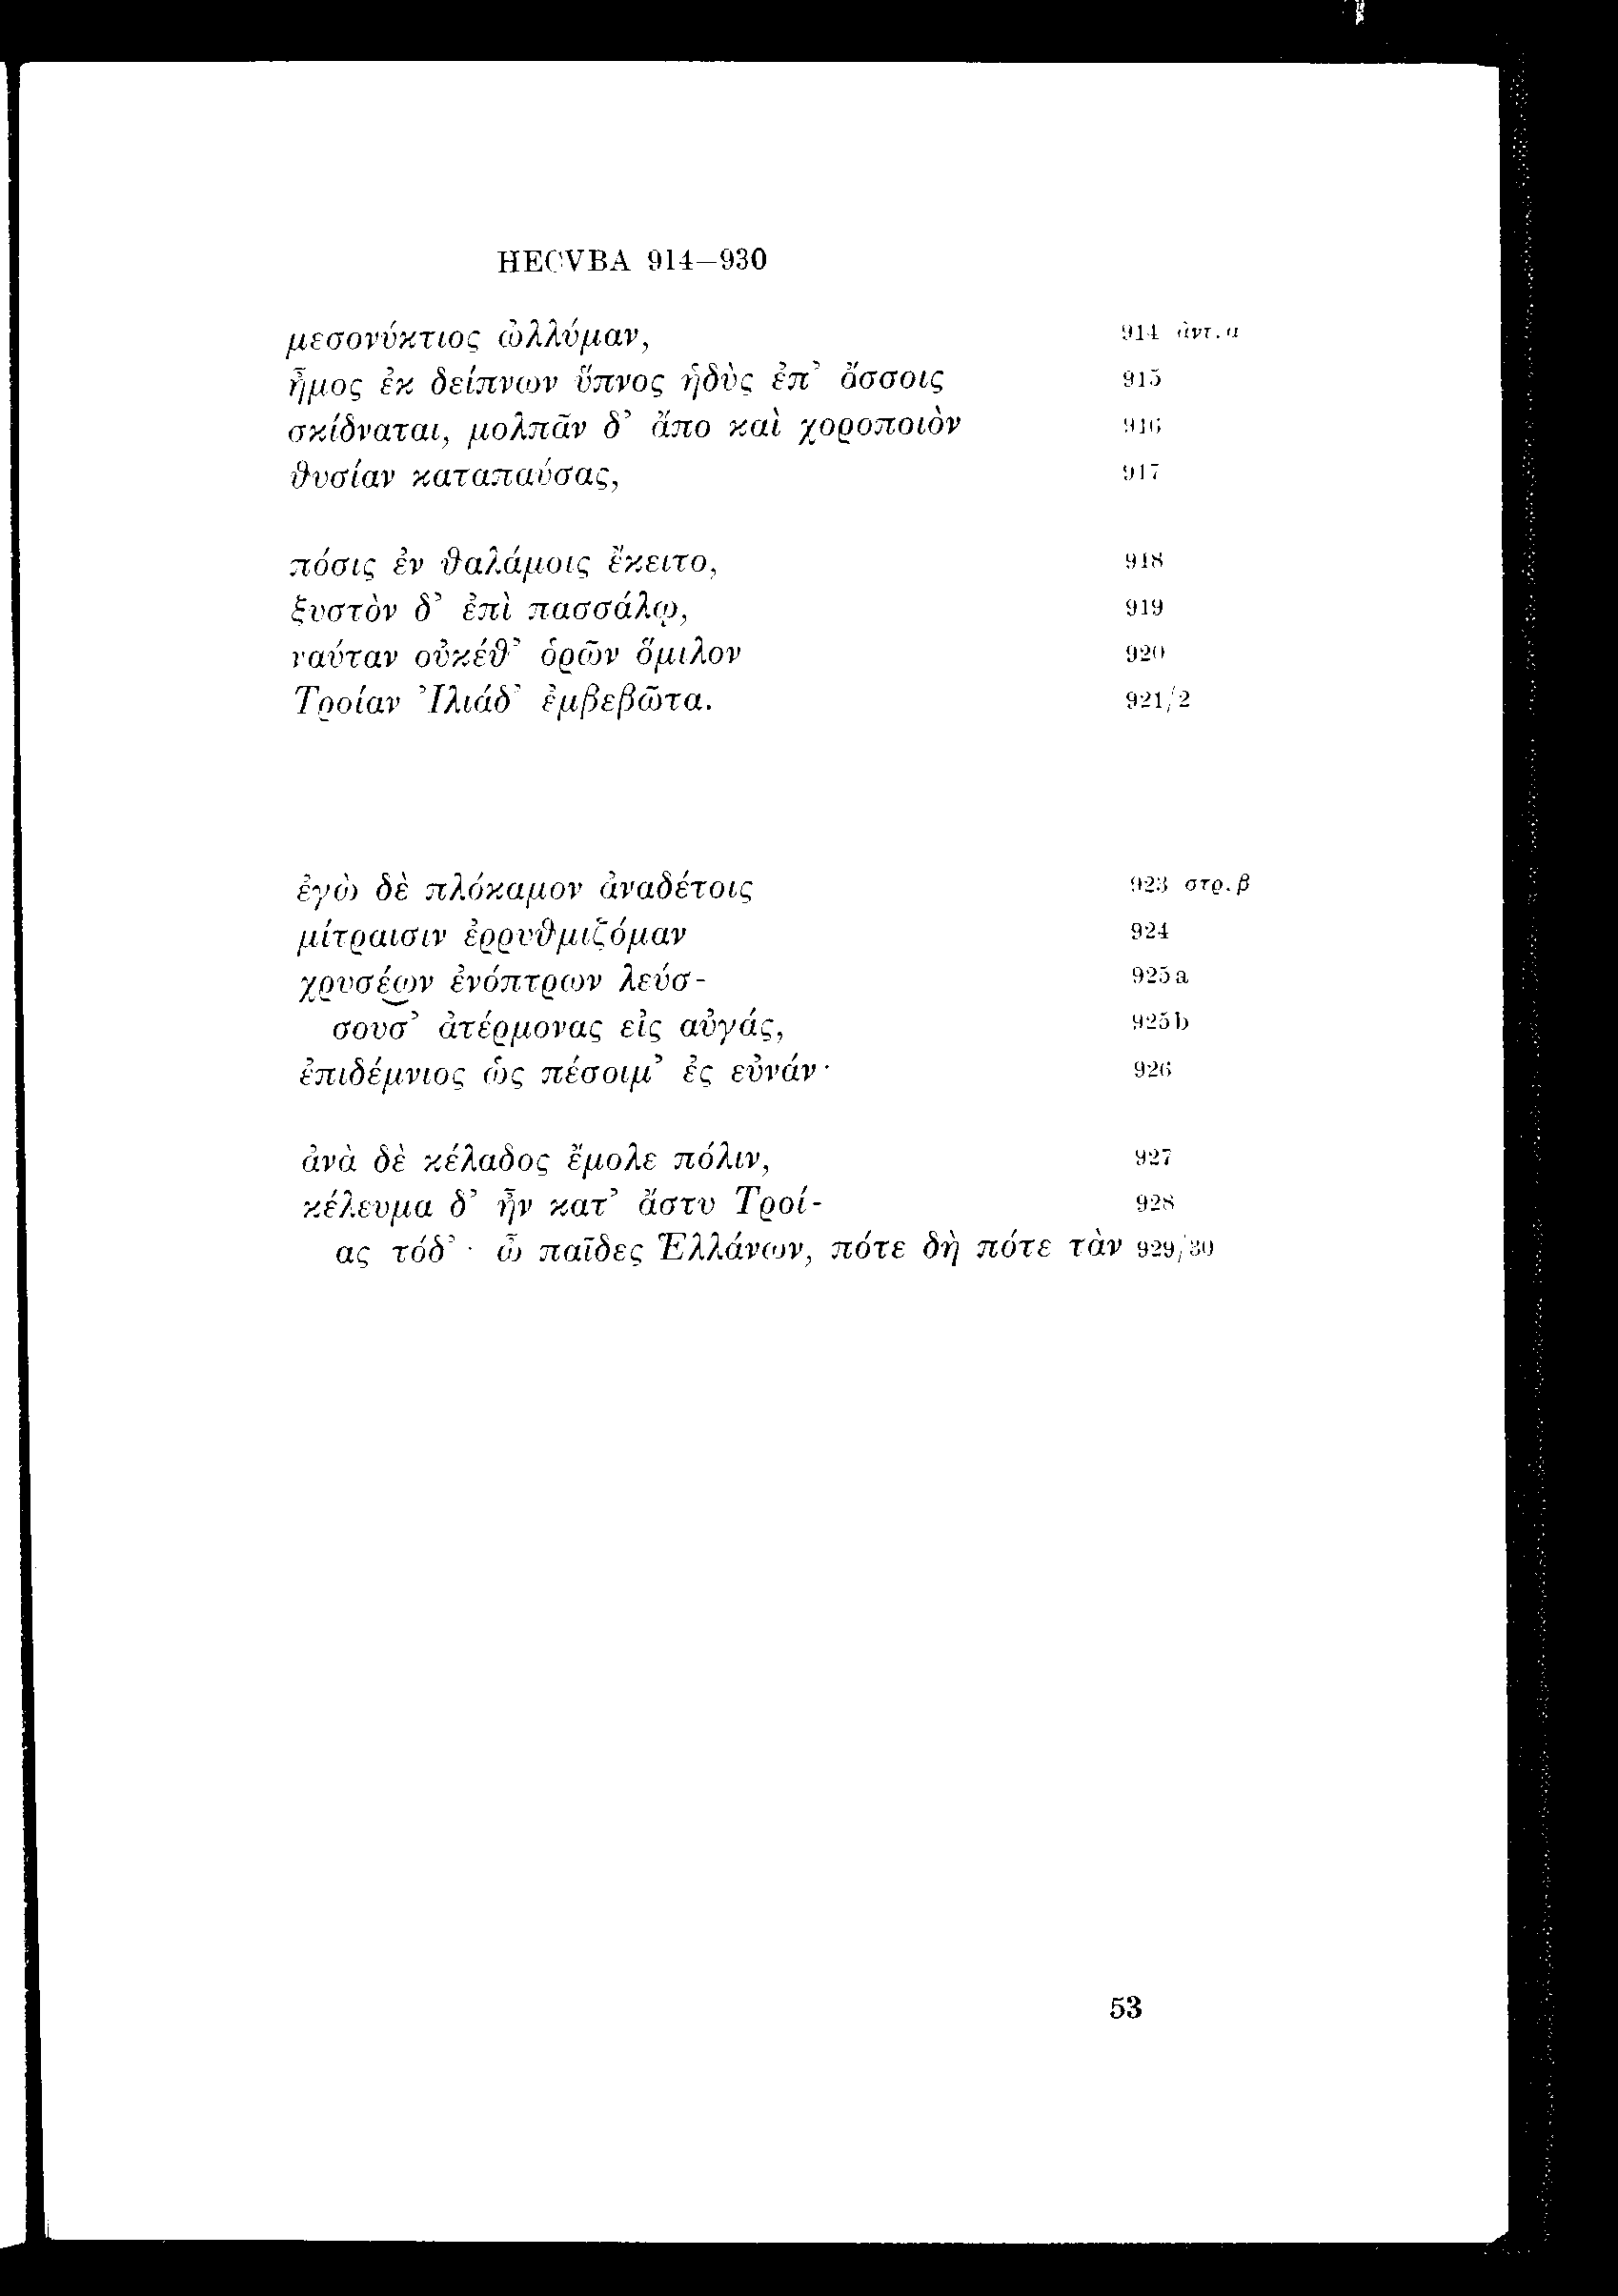 HECVBA 914–930
μεσονύκτιος ὠλλύμαν, 914 ἀντ. α
ἦμος ἐκ δείπνων ὕπνος ἡδὺς ἐπ’ ὄσσοις 915
σκίδναται, μολπᾶν δ’ ἄπο καὶ χοροποιὸν 916
θυσίαν καταπαύσας, 917
πόσις ἐν θαλάμοις ἔκειτο, 918
ξυστὸν δ’ ἐπὶ πασσάλῳ, 919
ναύταν οὐκέθ’ ὁρῶν ὅμιλον 920
Τροίαν Ἰλιάδ’ ἐμβεβῶτα. 921/2
ἐγὼ δὲ πλόκαμον ἀναδέτοις 923 στρ. β
μίτραισιν ἐρρυθμιζόμαν 924
χρυσέων ἐνόπτρων λεύσ- 925a
σουσ’ ἀτέρμονας εἰς αὐγάς, 925b
ἐπιδέμνιος ὡς πέσοιμ’ ἐς εὐνάν· 926
ἀνὰ δὲ κέλαδος ἔμολε πόλιν, 927
κέλευμα δ’ ἦν κατ’ ἄστυ Τροί- 928
ας τόδ’· ὦ παῖδες Ἑλλάνων, πότε δὴ πότε τὰν 929/30
53